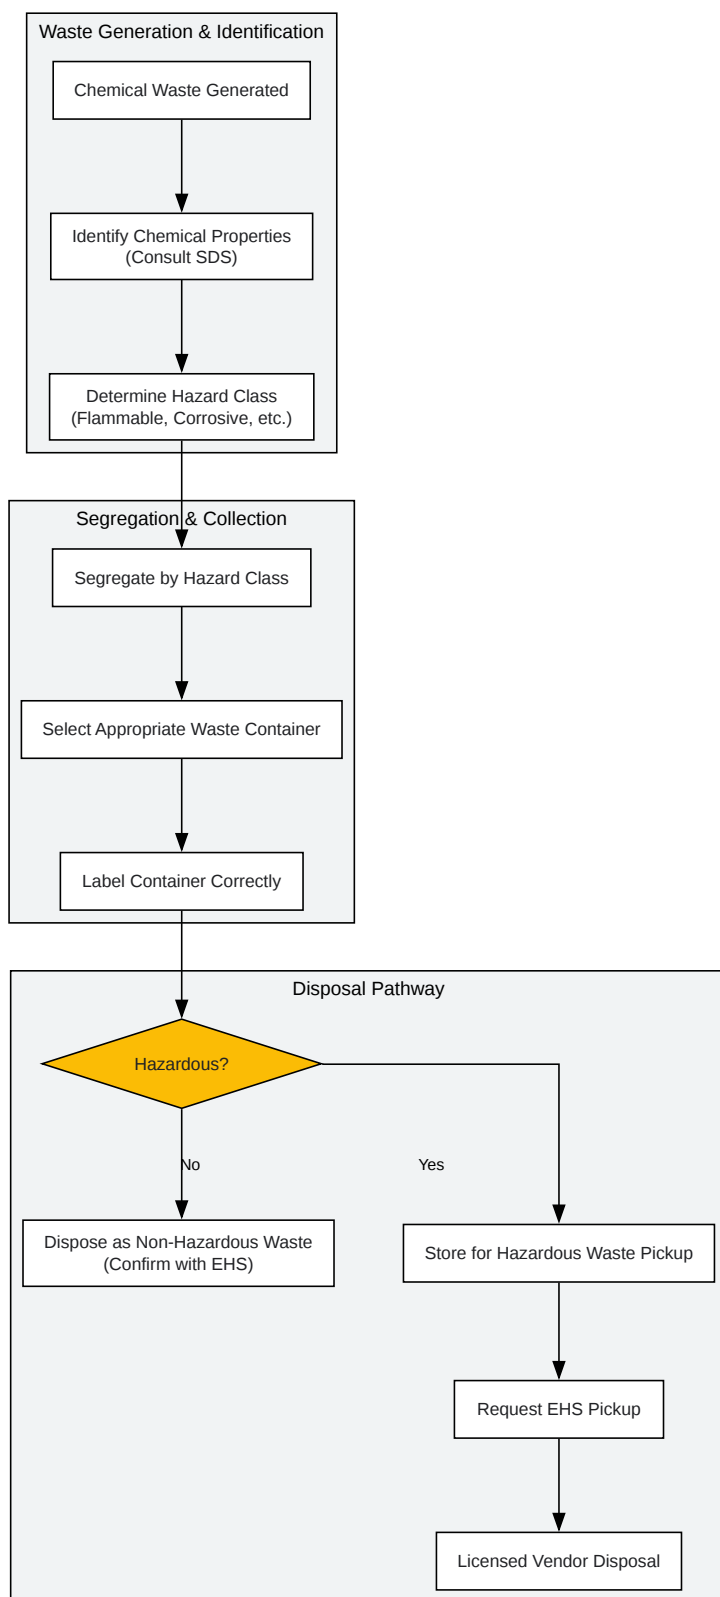 Waste Generation & Identification
Chemical Waste Generated
Identify Chemical Properties
(Consult SDS)
Determine Hazard Class
(Flammable, Corrosive, etc.)
Segregation & Collection
Segregate by Hazard Class
Select Appropriate Waste Container
Label Container Correctly
Disposal Pathway
Hazardous?
No
Yes
Dispose as Non-Hazardous Waste
(Confirm with EHS)
Store for Hazardous Waste Pickup
Request EHS Pickup
Licensed Vendor Disposal